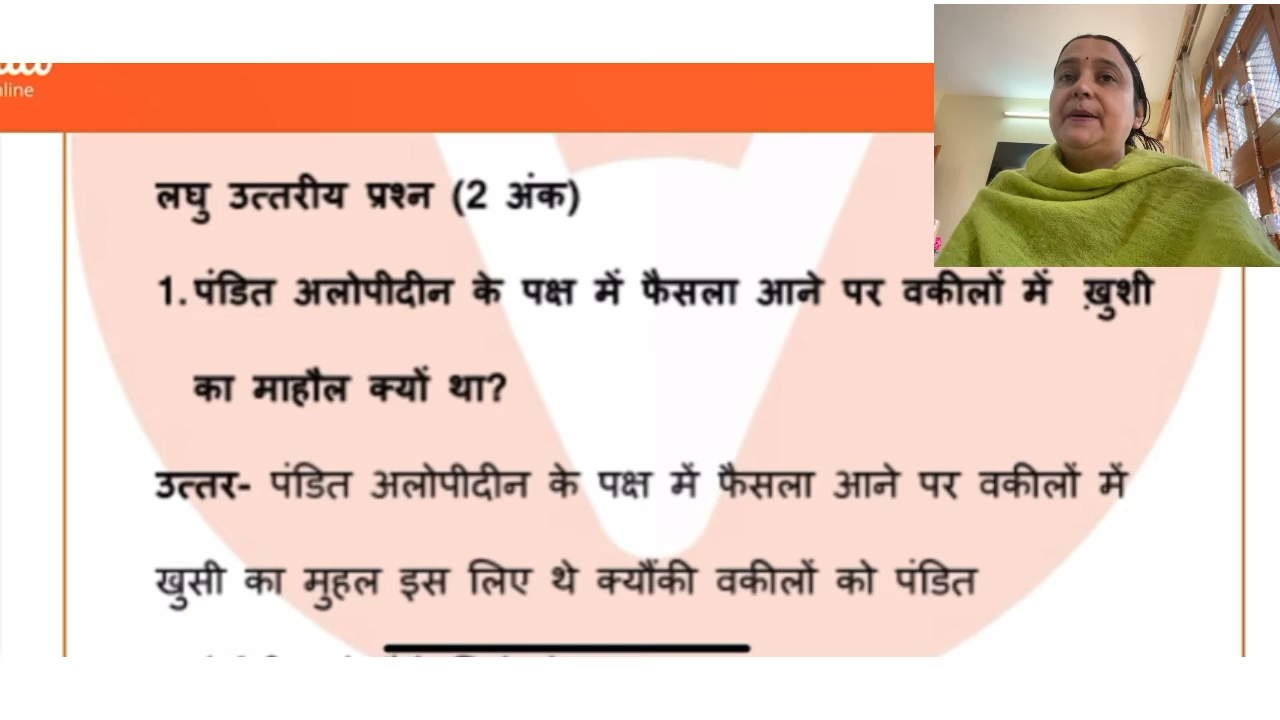 nline
लघु उत्तरीय प्रश्न (2 अंक)
1. पंडित अलोपीदीन के पक्ष में फैसला आने पर वकीलों में ख़ुशी
का माहौल क्यों था?
उत्तर- पंडित अलोपीदीन के पक्ष में फैसला आने पर वकीलों में
खुसी का मुहल इस लिए थे क्यौंकी वकीलों को पंडित